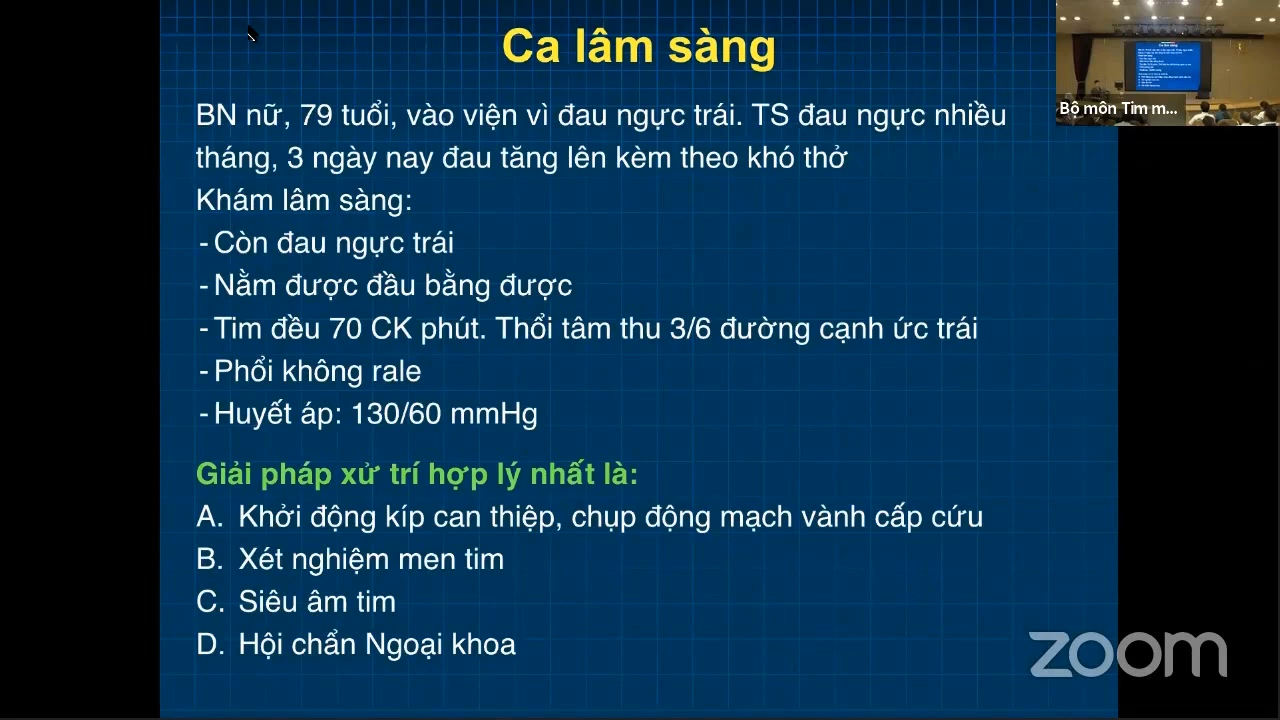 Ca lâm sàng
BN nữ, 79 tuổi, vào viện vì đau ngực trái. TS đau ngực nhiều
tháng, 3 ngày nay đau tăng lên kèm theo khó thở
Khám lâm sàng:
- Còn đau ngực trái
- Nằm được đầu bằng được
- Tim đều 70 CK phút. Thổi tâm thu 3/6 đường cạnh ức trái
- Phổi không rale
- Huyết áp: 130/60 mmHg
Giải pháp xử trí hợp lý nhất là:
A. Khởi động kíp can thiệp, chụp động mạch vành cấp cứu
B. Xét nghiệm men tim
C. Siêu âm tim
D. Hội chẩn Ngoại khoa
Bộ môn Tim m...
zoom